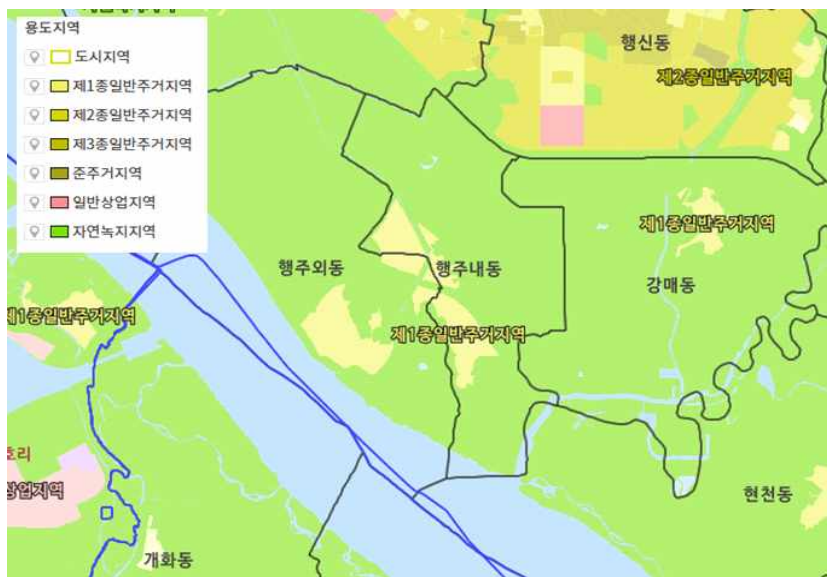 용도지역
도시지역
제1종일반주거지역
제2종일반주거지역
제3종일반주거지역
준주거지역
일반상업지역
자연녹지지역
행신동
제2종일반주거지역
제1종일반주거지역
행주외동
행주내동
강매동
제1종일반주거지역
제1종일반주거지역
호리
상업지역
현천동
개화동